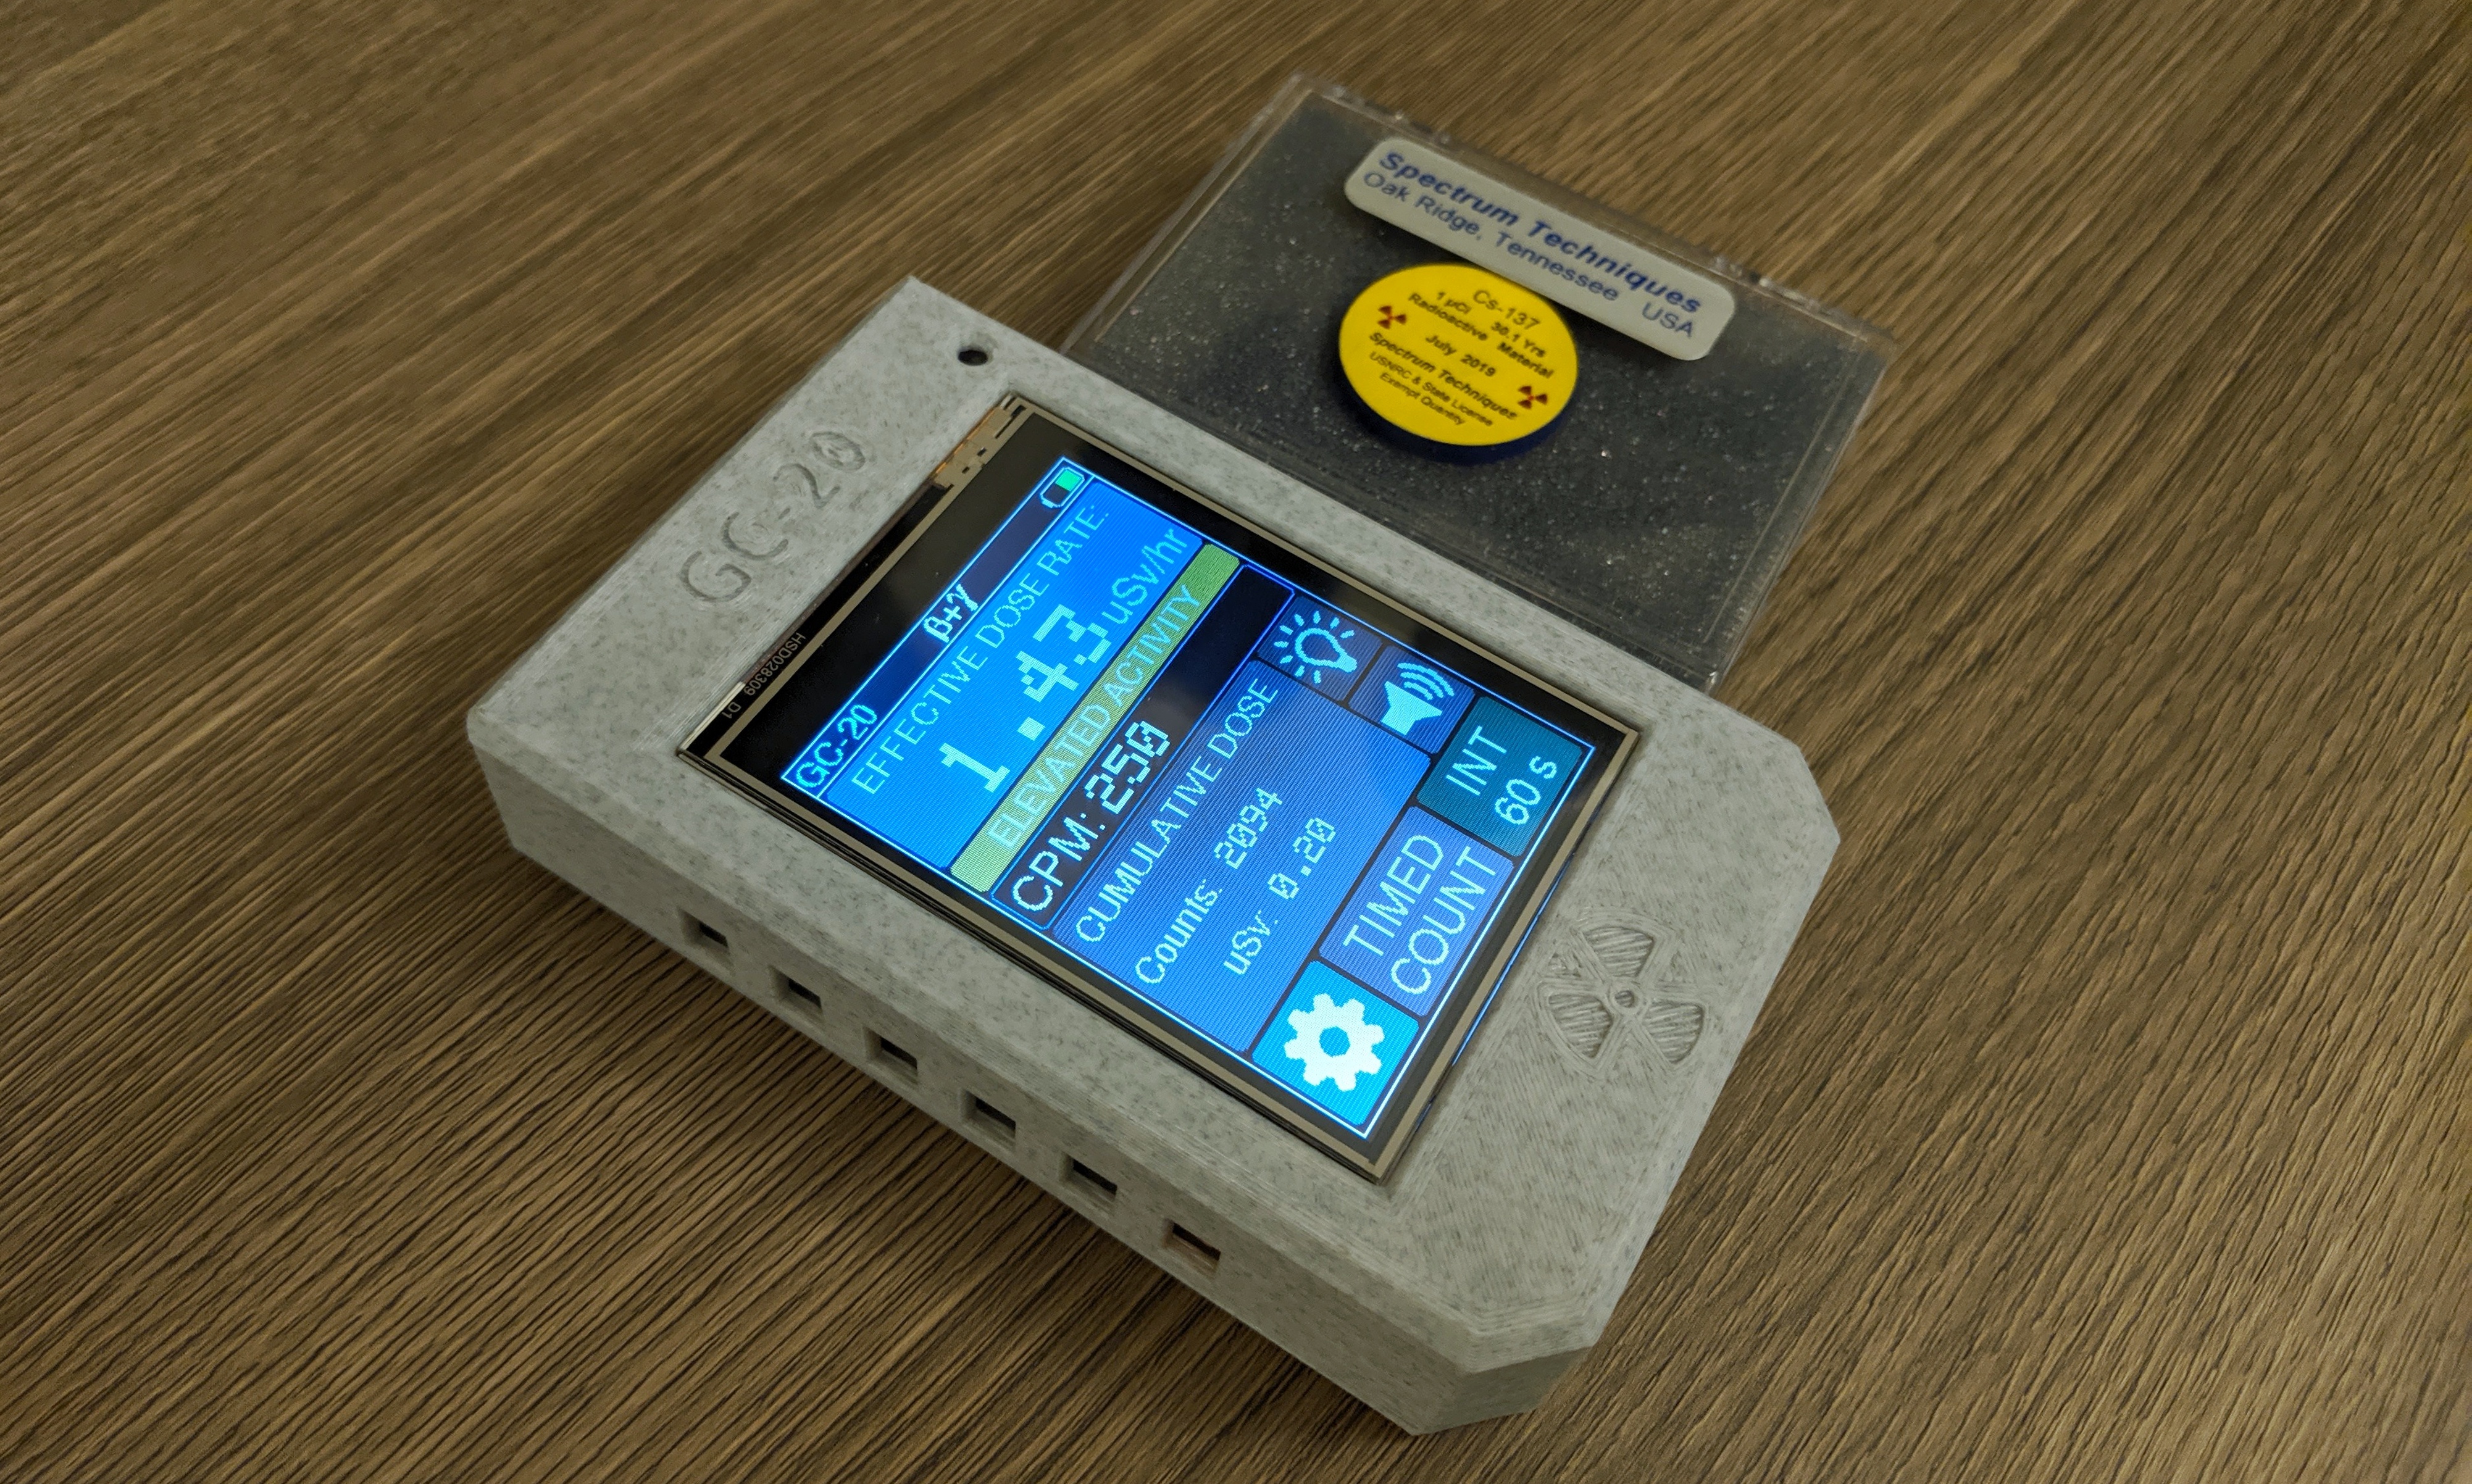 Spectrum Techniques
Oak Ridge, Tennessee USA
Cs-137
1 µCi 30.1 Yrs.
Radioactive Material
July 2019
Spectrum Techniques
USNRC & State License
Exempt Quantity
GC-20
HSD028309 D1
GC-20 β+γ
EFFECTIVE DOSE RATE:
1.43 uSv/hr
ELEVATED ACTIVITY
CPM: 250
CUMULATIVE DOSE
Counts: 2094
uSv: 0.20
TIMED
COUNT
INT
60 s